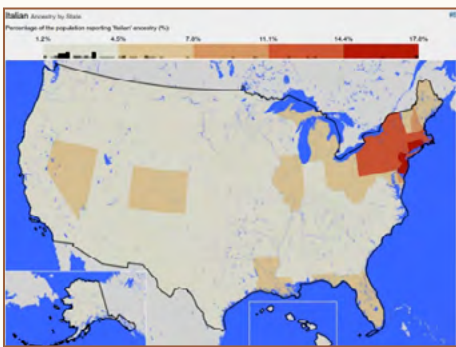 Italian Ancestry by State
Percentage of the population reporting 'Italian' ancestry (%)
1.2% 4.5% 7.8% 11.1% 14.4% 17.6%